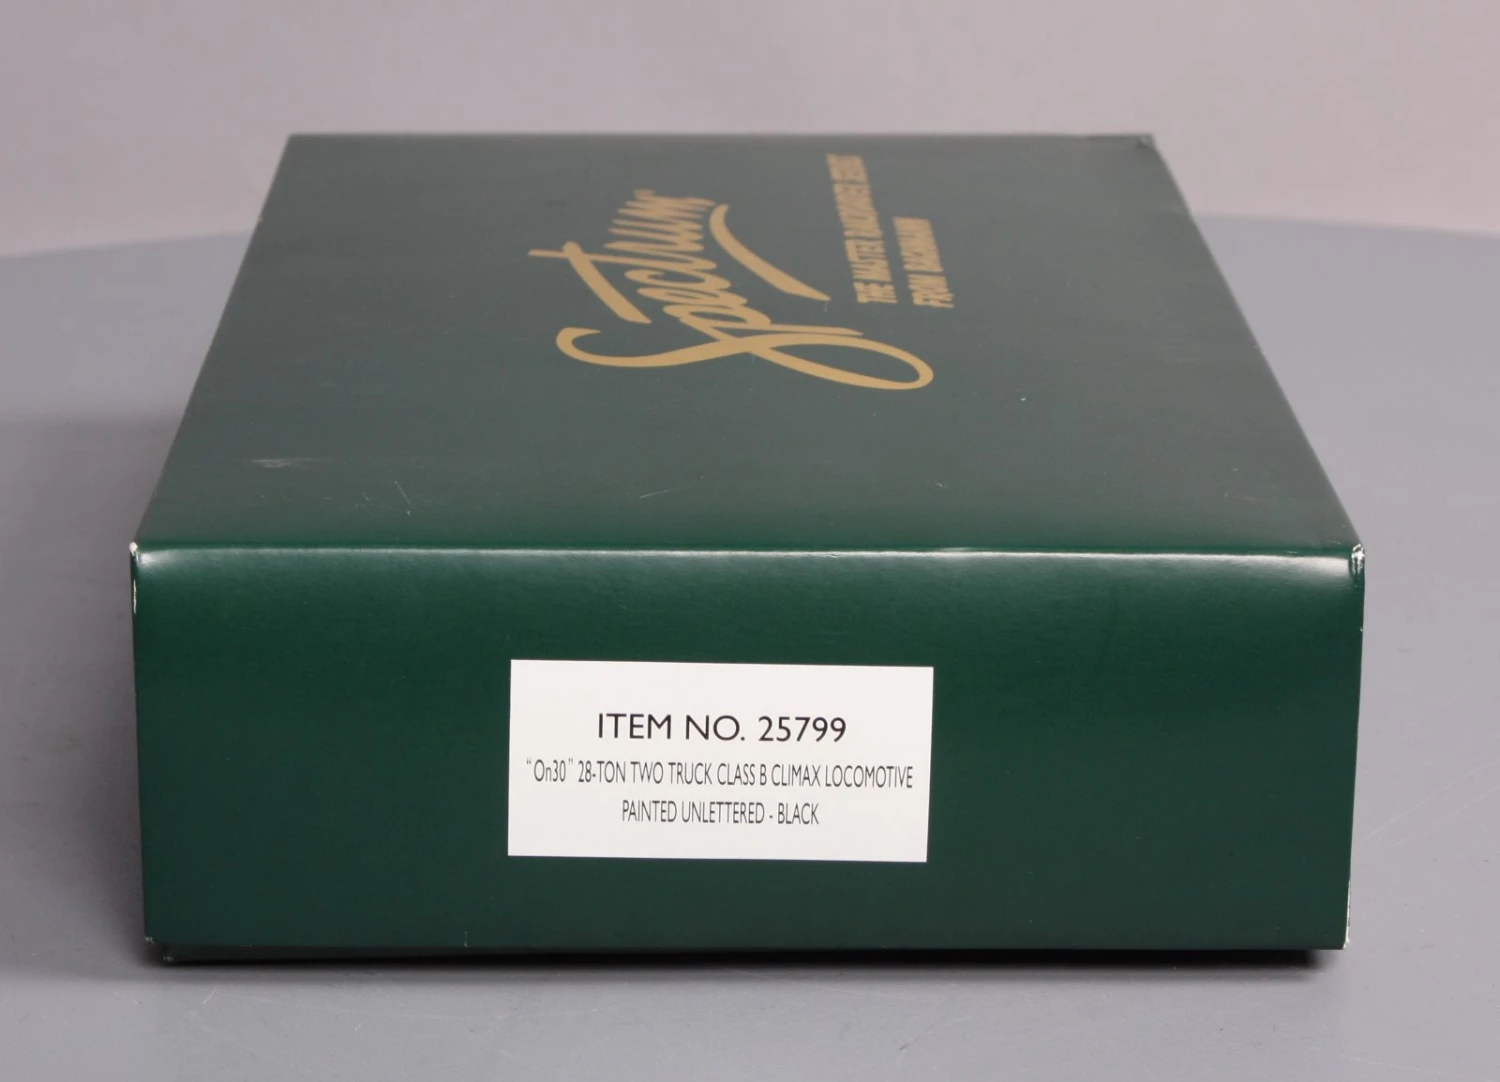 Spectrum®
THE MASTER RAILROADER SERIES
FROM BACHMANN
ITEM NO. 25799
"On30" 28-TON TWO TRUCK CLASS B CLIMAX LOCOMOTIVE
PAINTED UNLETTERED - BLACK